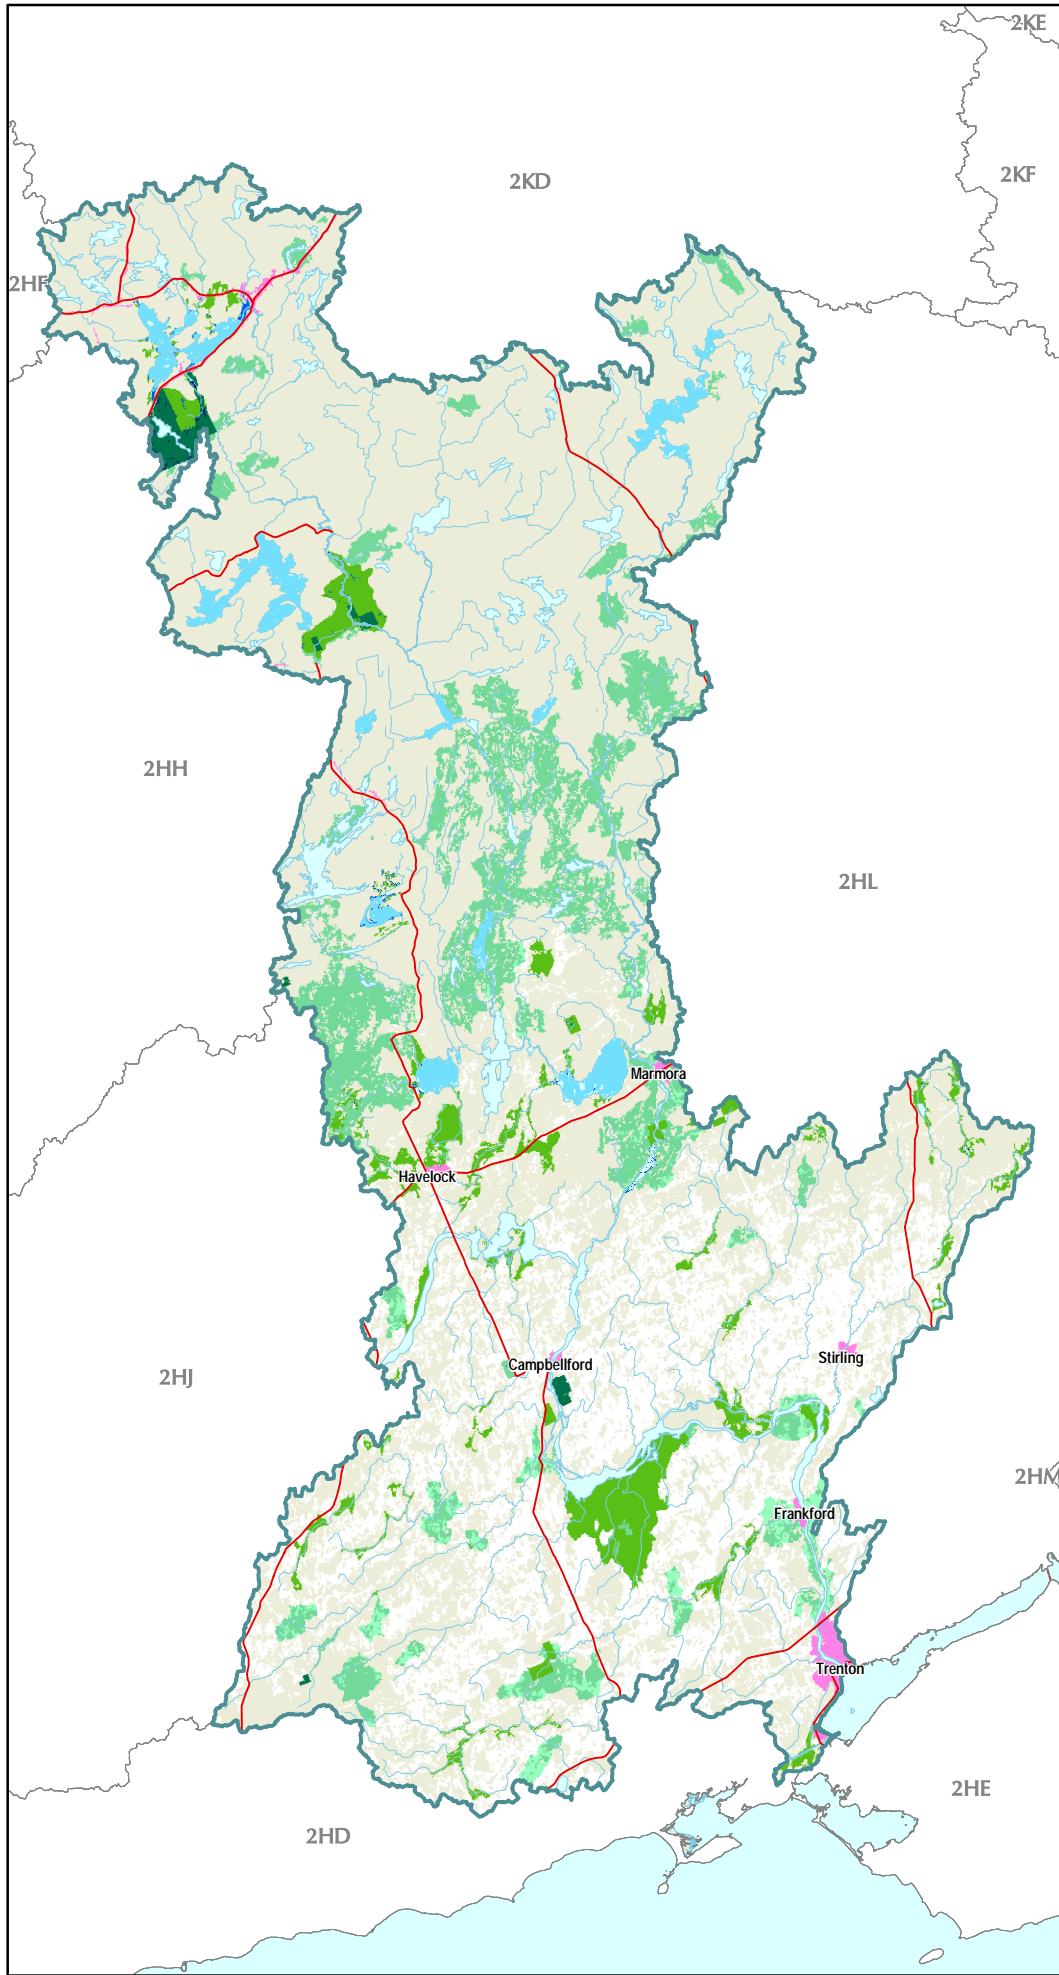 2KE
2KF
2KD
2HF
2HH
2HL
Marmora
Havelock
Stirling
Campbellford
2HJ
2HM
Frankford
Trenton
2HE
2HD